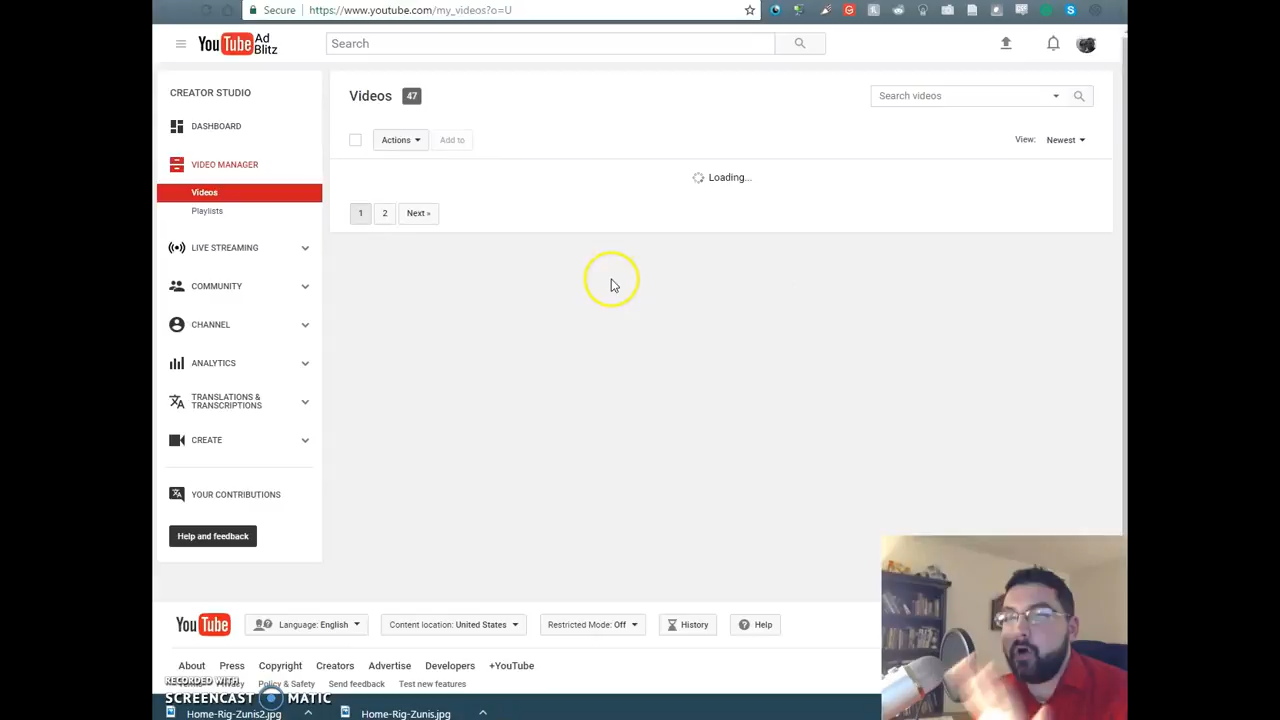 Secure https://www.youtube.com/my_videos?o=U
YouTube Ad Blitz
Search
CREATOR STUDIO
Videos 47
Search videos
DASHBOARD
Actions
Add to
View: Newest
VIDEO MANAGER
Loading...
Videos
Playlists
1 2 Next »
LIVE STREAMING
COMMUNITY
CHANNEL
ANALYTICS
TRANSLATIONS &
TRANSCRIPTIONS
CREATE
YOUR CONTRIBUTIONS
Help and feedback
YouTube
Language: English
Content location: United States
Restricted Mode: Off
History
Help
About Press Copyright Creators Advertise Developers +YouTube
Privacy Policy & Safety Send feedback Test new features
RECORDED WITH
SCREENCAST MATIC
Home-Rig-Zunis2.jpg
Home-Rig-Zunis.jpg